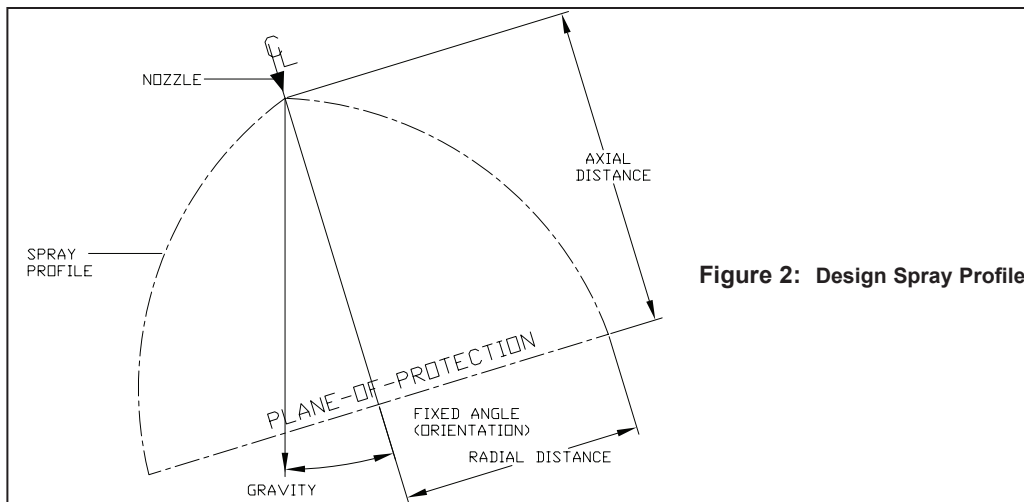 ℄
NOZZLE
AXIAL
DISTANCE
SPRAY
PROFILE
Figure 2: Design Spray Profile
PLANE-OF-PROTECTION
FIXED ANGLE
(ORIENTATION)
RADIAL DISTANCE
GRAVITY